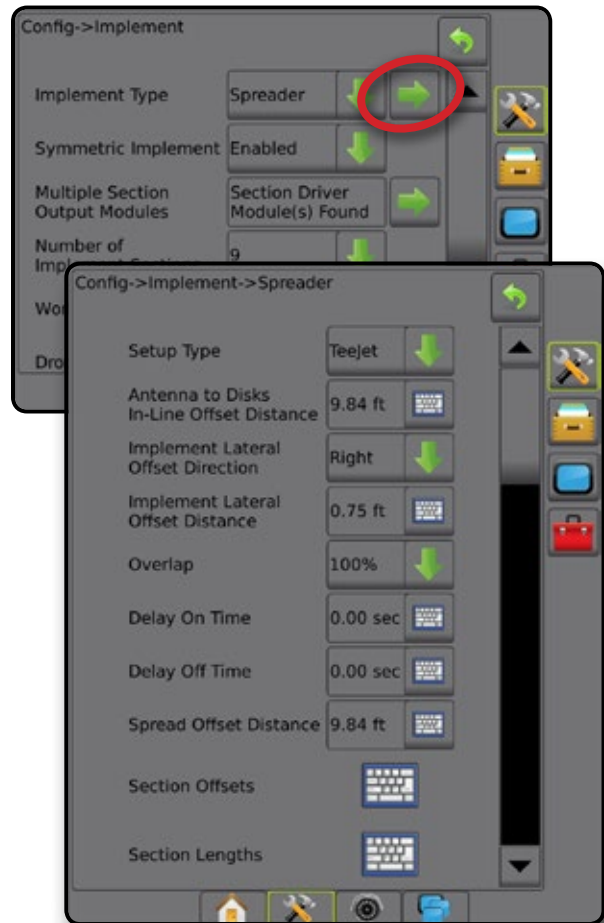 Config->Implement
Implement Type Spreader
Symmetric Implement Enabled
Multiple Section
Output Modules
Section Driver
Module(s) Found
Number of
9
Config->Implement->Spreader
Setup Type TeeJet
Antenna to Disks
In-Line Offset Distance
9.84 ft
Implement Lateral
Offset Direction
Right
Implement Lateral
Offset Distance
0.75 ft
Overlap 100%
Delay On Time 0.00 sec
Delay Off Time 0.00 sec
Spread Offset Distance 9.84 ft
Section Offsets
Section Lengths